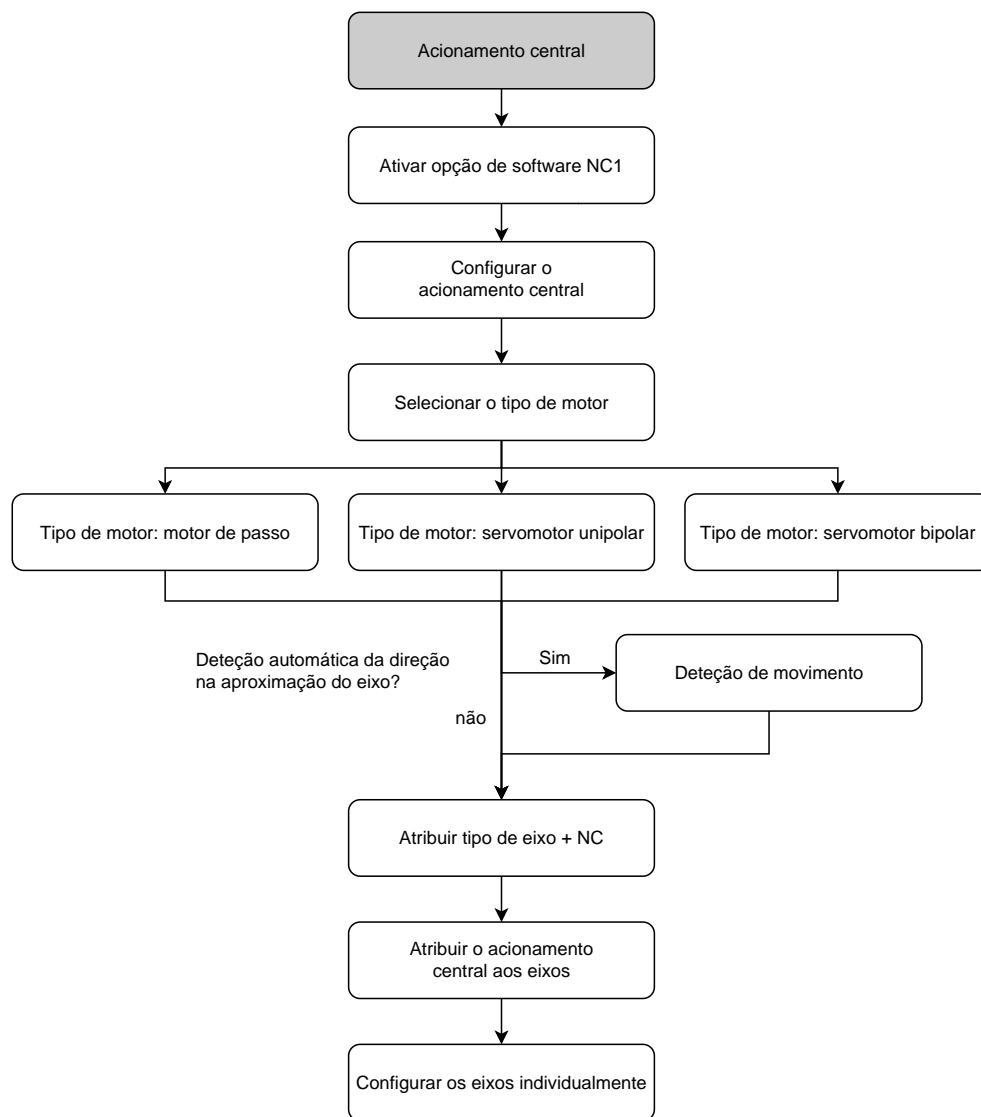 Acionamento central
Ativar opção de software NC1
Configurar o
acionamento central
Selecionar o tipo de motor
Tipo de motor: motor de passo
Tipo de motor: servomotor unipolar
Tipo de motor: servomotor bipolar
Deteção automática da direção
na aproximação do eixo?
Sim
Deteção de movimento
não
Atribuir tipo de eixo + NC
Atribuir o acionamento
central aos eixos
Configurar os eixos individualmente